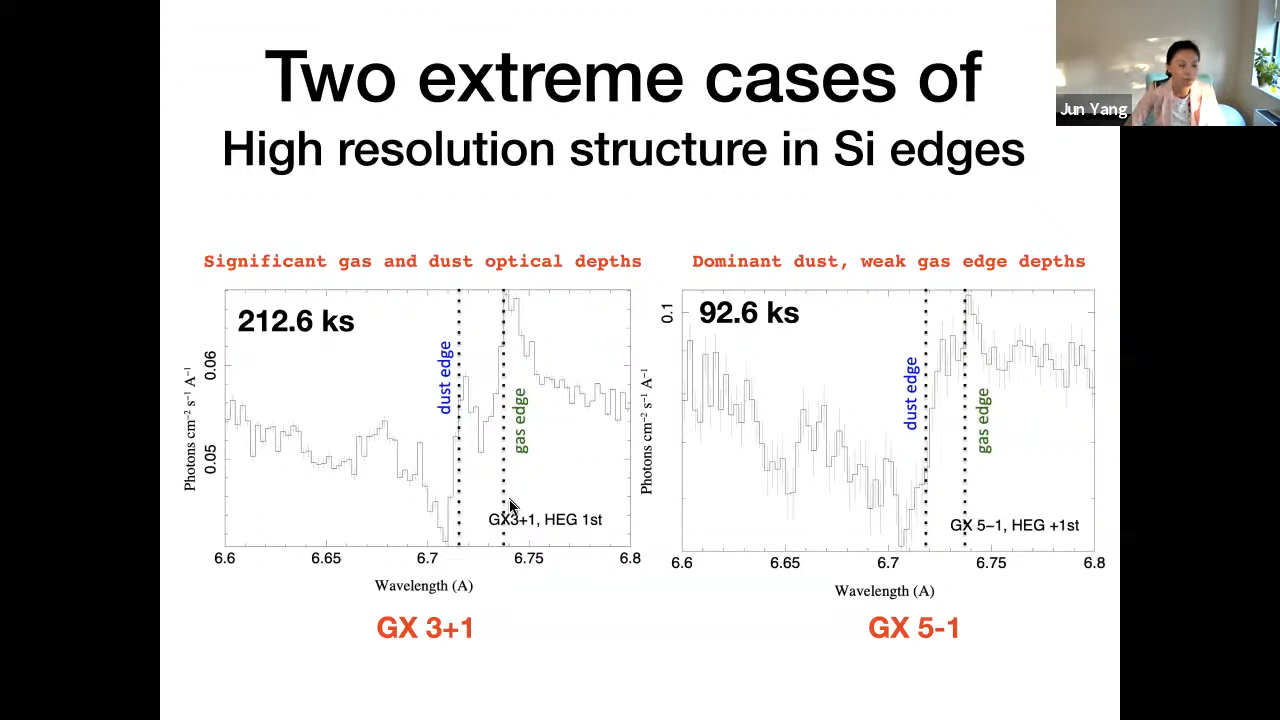 Two extreme cases of
High resolution structure in Si edges
Jun Yang
Significant gas and dust optical depths
212.6 ks
dust edge
gas edge
GX3+1, HEG 1st
Photons cm⁻² s⁻¹ A⁻¹
0.06
0.05
6.6 6.65 6.7 6.75 6.8
Wavelength (A)
GX 3+1
Dominant dust, weak gas edge depths
92.6 ks
dust edge
gas edge
GX 5−1, HEG +1st
Photons cm⁻² s⁻¹ A⁻¹
0.1
6.6 6.65 6.7 6.75 6.8
Wavelength (A)
GX 5-1